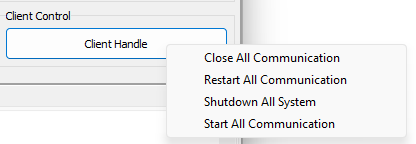 Client Control
Client Handle
Close All Communication
Restart All Communication
Shutdown All System
Start All Communication